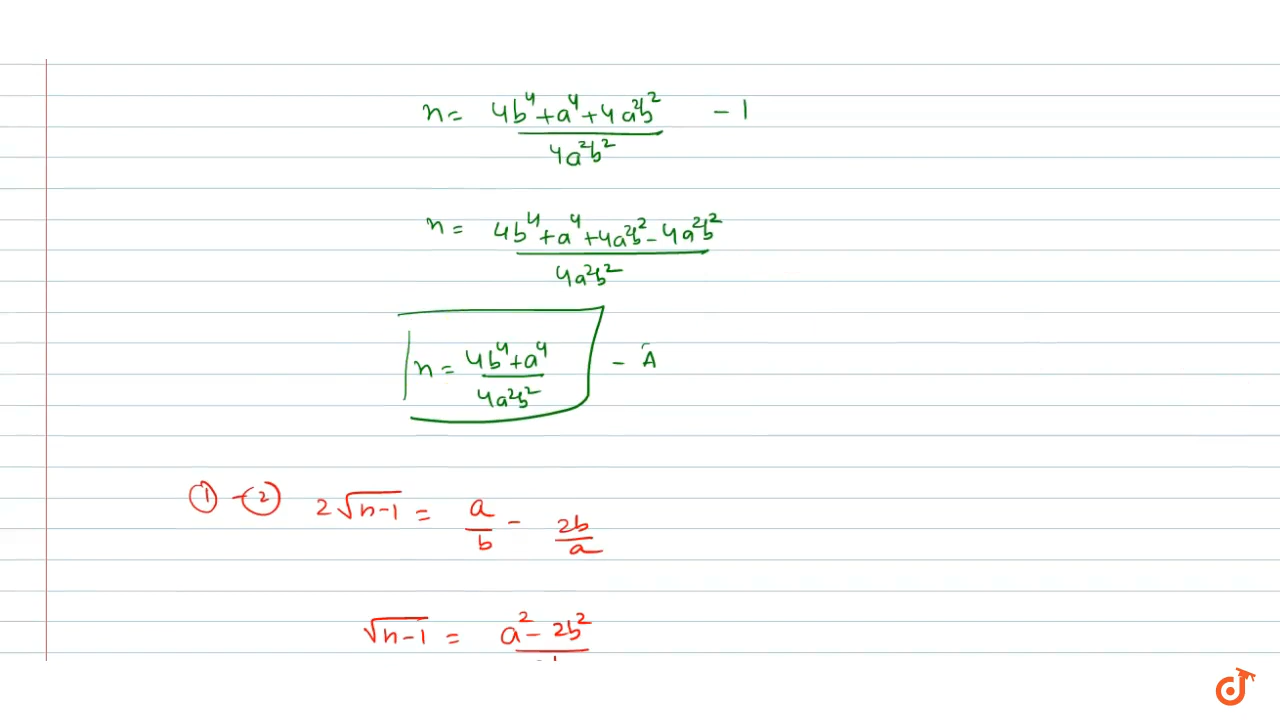 n = (4b⁴ + a⁴ + 4a²b²)/(4a²b²) - 1
n = (4b⁴ + a⁴ + 4a²b² - 4a²b²)/(4a²b²)
n = (4b⁴ + a⁴)/(4a²b²) - A
① - ② 2√(n-1) = a/b - 2b/a
√(n-1) = a² - 2b²